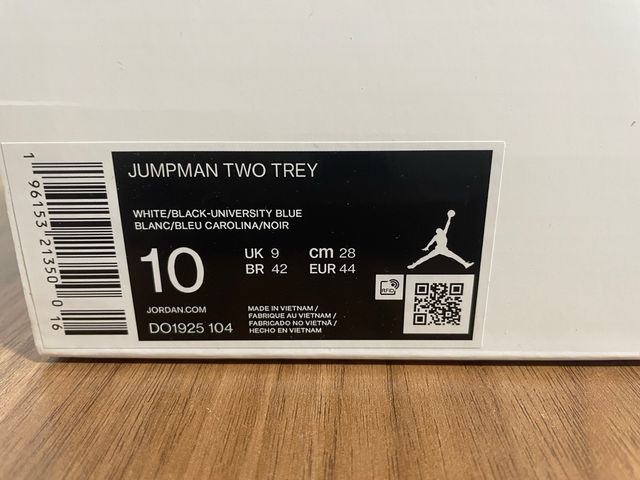 JUMPMAN TWO TREY
WHITE/BLACK-UNIVERSITY BLUE
BLANC/BLEU CAROLINA/NOIR
10
UK 9 cm 28
BR 42 EUR 44
RFID
JORDAN.COM
DO1925 104
MADE IN VIETNAM /
FABRIQUE AU VIETNAM /
FABRICADO NO VIETNÃ /
HECHO EN VIETNAM
1 96153 21350 0 16